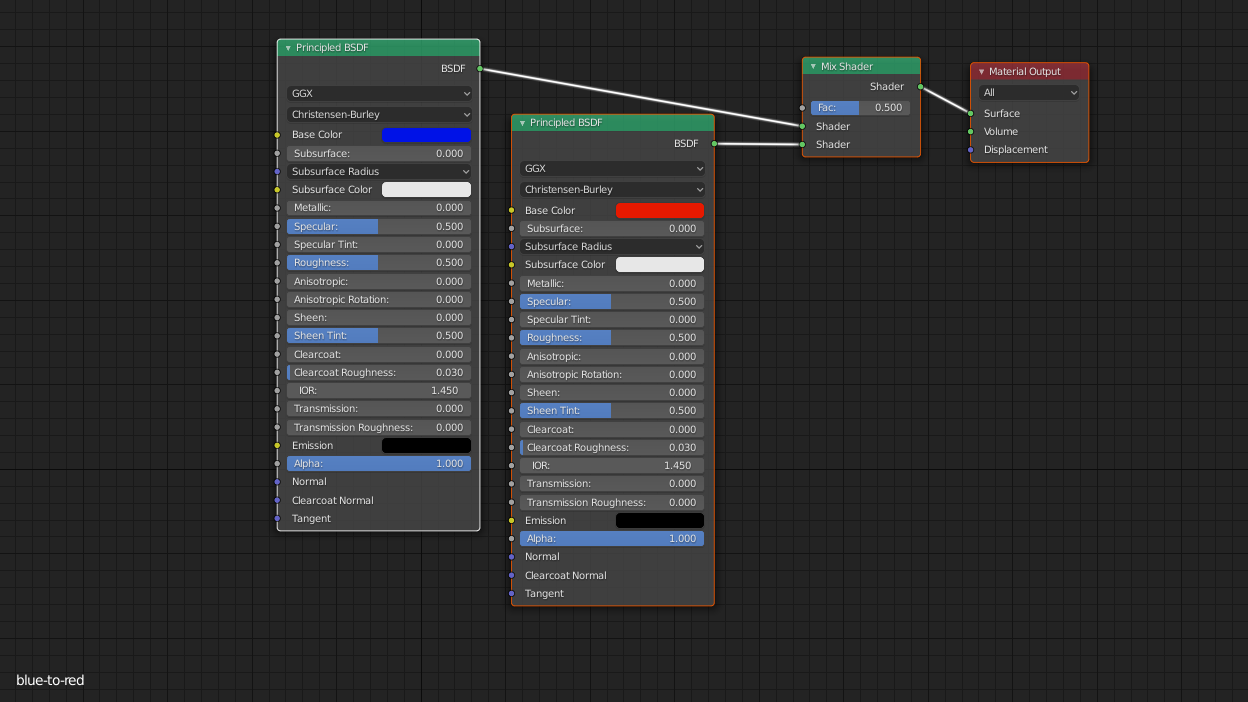 Principled BSDF
BSDF
GGX
Christensen-Burley
Base Color
Subsurface: 0.000
Subsurface Radius
Subsurface Color
Metallic: 0.000
Specular: 0.500
Specular Tint: 0.000
Roughness: 0.500
Anisotropic: 0.000
Anisotropic Rotation: 0.000
Sheen: 0.000
Sheen Tint: 0.500
Clearcoat: 0.000
Clearcoat Roughness: 0.030
IOR: 1.450
Transmission: 0.000
Transmission Roughness: 0.000
Emission
Alpha: 1.000
Normal
Clearcoat Normal
Tangent
Principled BSDF
BSDF
GGX
Christensen-Burley
Base Color
Subsurface: 0.000
Subsurface Radius
Subsurface Color
Metallic: 0.000
Specular: 0.500
Specular Tint: 0.000
Roughness: 0.500
Anisotropic: 0.000
Anisotropic Rotation: 0.000
Sheen: 0.000
Sheen Tint: 0.500
Clearcoat: 0.000
Clearcoat Roughness: 0.030
IOR: 1.450
Transmission: 0.000
Transmission Roughness: 0.000
Emission
Alpha: 1.000
Normal
Clearcoat Normal
Tangent
Mix Shader
Shader
Fac: 0.500
Shader
Shader
Material Output
All
Surface
Volume
Displacement
blue-to-red